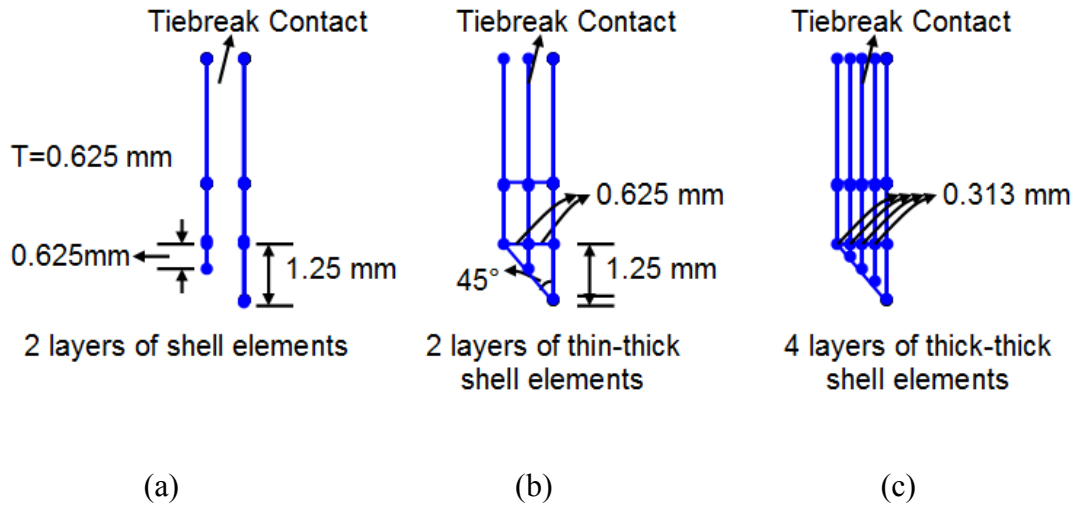 Tiebreak Contact
T=0.625 mm
0.625mm
1.25 mm
2 layers of shell elements
(a)
Tiebreak Contact
0.625 mm
45°
1.25 mm
2 layers of thin-thick
shell elements
(b)
Tiebreak Contact
0.313 mm
4 layers of thick-thick
shell elements
(c)